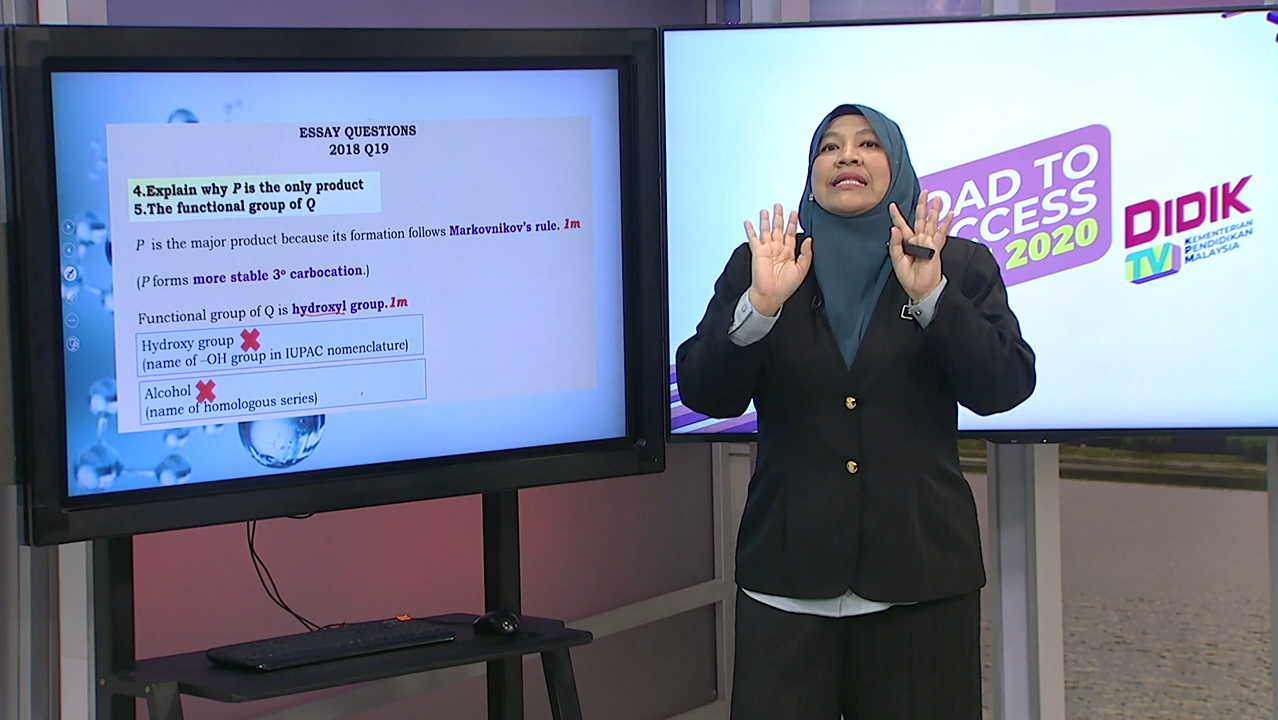 ESSAY QUESTIONS
2018 Q19
4.Explain why P is the only product
5.The functional group of Q
P is the major product because its formation follows Markovnikov's rule. 1m
(P forms more stable 3º carbocation.)
Functional group of Q is hydroxyl group.1m
Hydroxy group
(name of –OH group in IUPAC nomenclature)
Alcohol
(name of homologous series)
OAD TO
CCESS
2020
DIDIK
TV
KEMENTERIAN
PENDIDIKAN
MALAYSIA